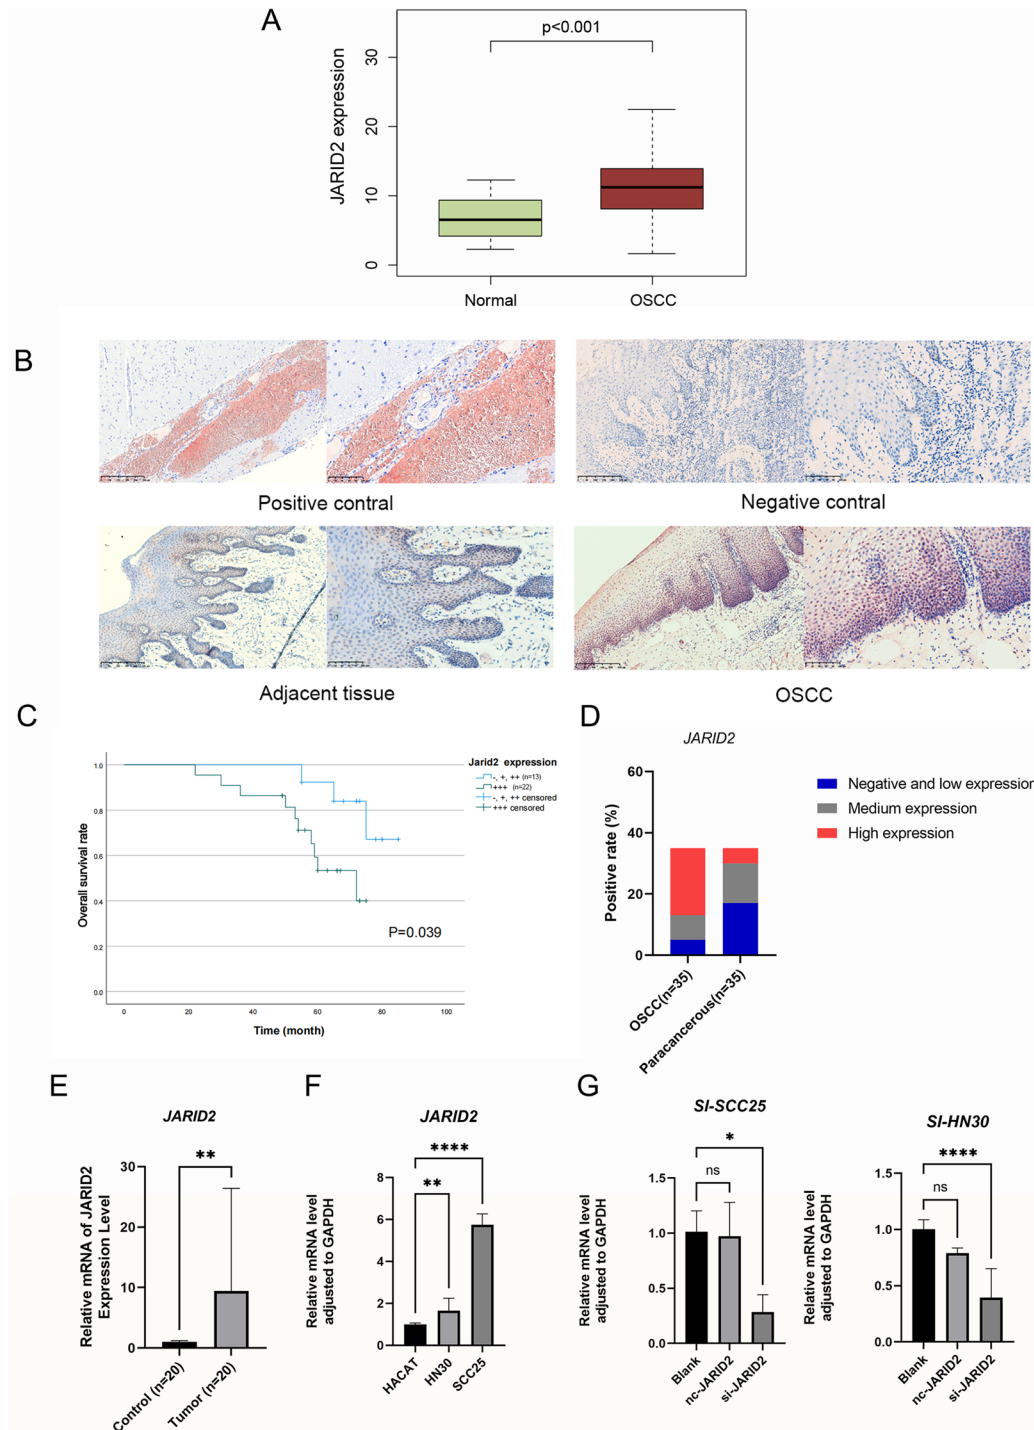 A
p<0.001
JARID2 expression
30
20
10
0
Normal
OSCC
B
Positive contral
Negative contral
Adjacent tissue
OSCC
C
Jarid2 expression
-, +, ++ (n=13)
+++ (n=22)
-, +, ++ censored
+++ censored
Overall survival rate
1.0
0.8
0.6
0.4
0.2
0.0
P=0.039
0
20
40
60
80
100
Time (month)
D
JARID2
Positive rate (%)
60
40
20
0
OSCC(n=35)
Paracancerous(n=35)
Negative and low expression
Medium expression
High expression
E
JARID2
**
Relative mRNA of JARID2
Expression Level
30
20
10
0
Control (n=20)
Tumor (n=20)
F
JARID2
****
**
Relative mRNA level
adjusted to GAPDH
8
6
4
2
0
HACAT
HN30
SCC25
G
SI-SCC25
*
ns
Relative mRNA level
adjusted to GAPDH
1.5
1.0
0.5
0.0
Blank
nc-JARID2
si-JARID2
SI-HN30
****
ns
Relative mRNA level
adjusted to GAPDH
1.5
1.0
0.5
0.0
Blank
nc-JARID2
si-JARID2